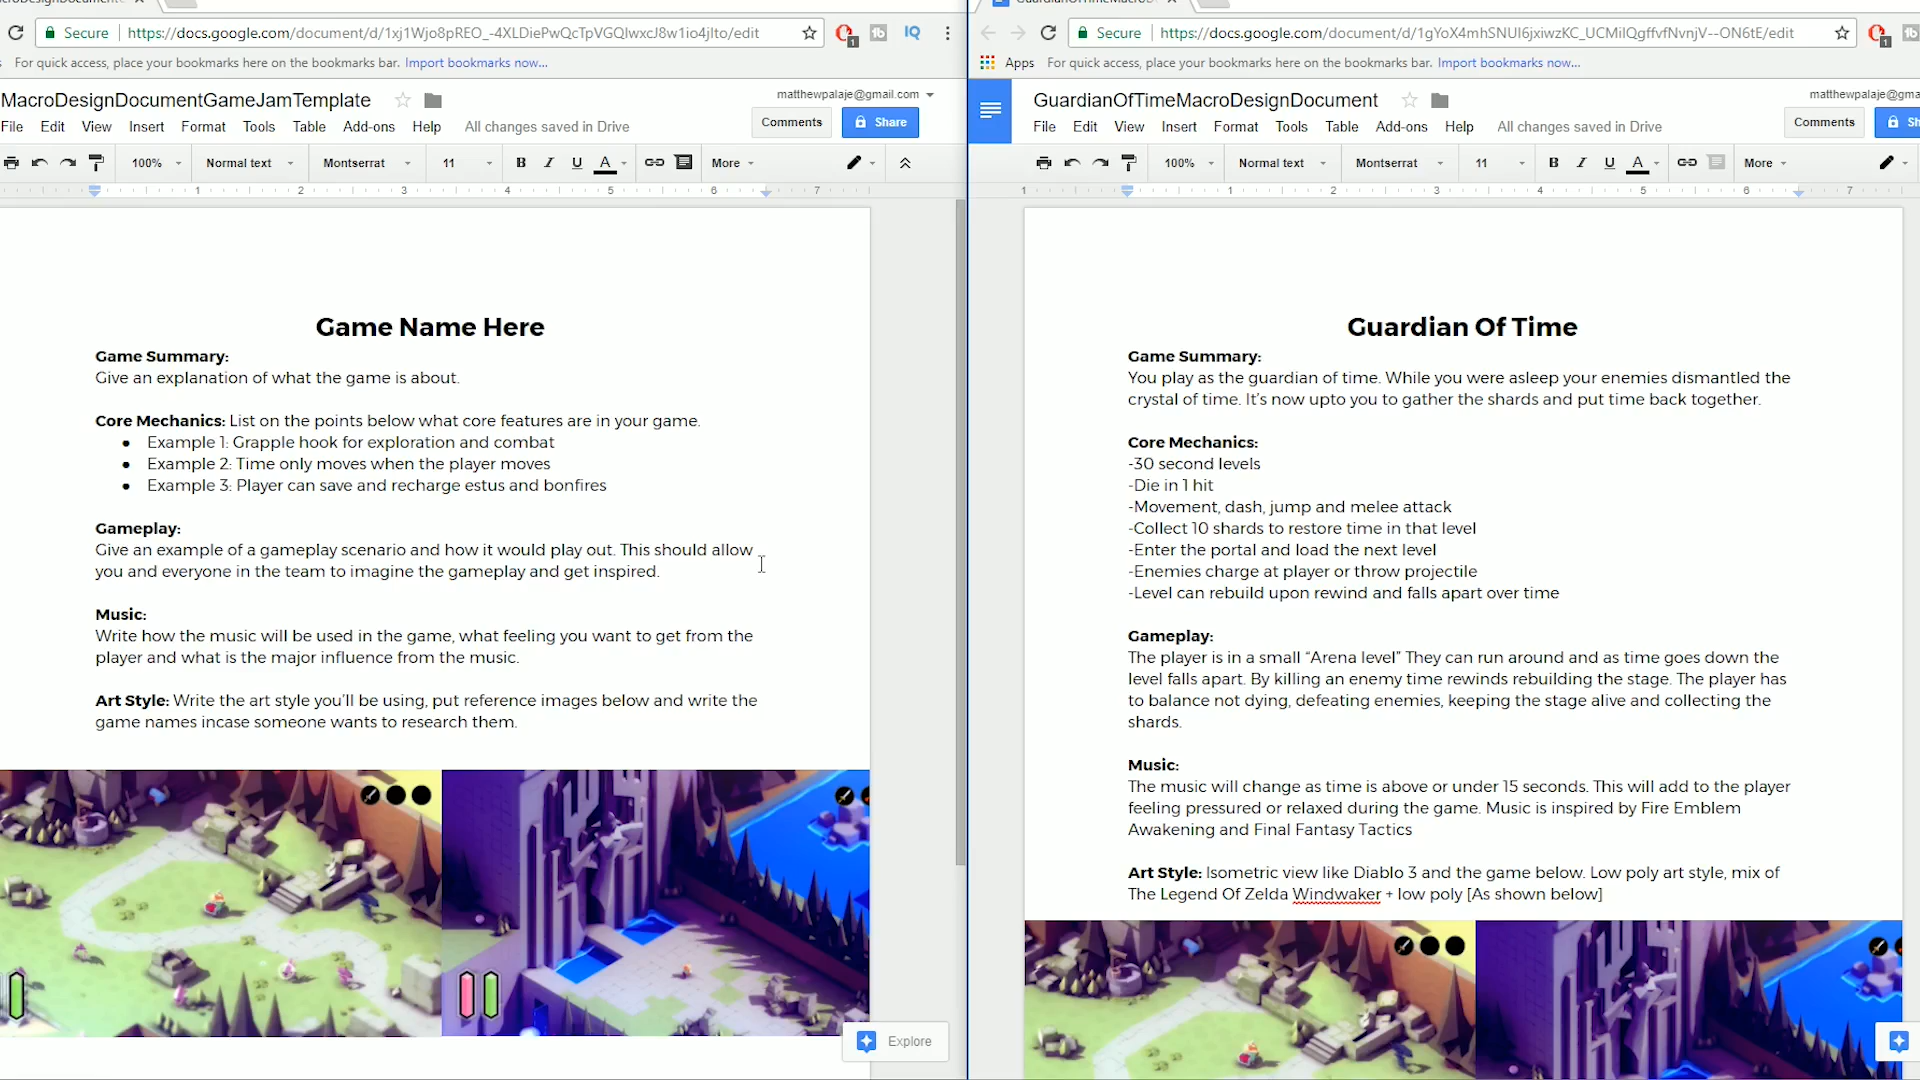 Secure https://docs.google.com/document/d/1xj1Wjo8pREO_-4XLDiePwQcTpVGQIwxcJ8w1io4jlto/edit
1
IQ
For quick access, place your bookmarks here on the bookmarks bar. Import bookmarks now...
MacroDesignDocumentGameJamTemplate
matthewpalaje@gmail.com
Comments
Share
File Edit View Insert Format Tools Table Add-ons Help All changes saved in Drive
100% Normal text Montserrat 11 B I U A More
1 2 3 4 5 6 7
Game Name Here
Game Summary:
Give an explanation of what the game is about.
Core Mechanics: List on the points below what core features are in your game.
● Example 1: Grapple hook for exploration and combat
● Example 2: Time only moves when the player moves
● Example 3: Player can save and recharge estus and bonfires
Gameplay:
Give an example of a gameplay scenario and how it would play out. This should allow
you and everyone in the team to imagine the gameplay and get inspired.
Music:
Write how the music will be used in the game, what feeling you want to get from the
player and what is the major influence from the music.
Art Style: Write the art style you'll be using, put reference images below and write the
game names incase someone wants to research them.
Explore
Secure https://docs.google.com/document/d/1gYoX4mhSNUI6jxiwzKC_UCMilQgffvfNvnjV--ON6tE/edit
1
Apps For quick access, place your bookmarks here on the bookmarks bar. Import bookmarks now...
GuardianOfTimeMacroDesignDocument
matthewpalaje@gma
Comments
Sh
File Edit View Insert Format Tools Table Add-ons Help All changes saved in Drive
100% Normal text Montserrat 11 B I U A More
1 1 2 3 4 5 6 7
Guardian Of Time
Game Summary:
You play as the guardian of time. While you were asleep your enemies dismantled the
crystal of time. It's now upto you to gather the shards and put time back together.
Core Mechanics:
-30 second levels
-Die in 1 hit
-Movement, dash, jump and melee attack
-Collect 10 shards to restore time in that level
-Enter the portal and load the next level
-Enemies charge at player or throw projectile
-Level can rebuild upon rewind and falls apart over time
Gameplay:
The player is in a small “Arena level” They can run around and as time goes down the
level falls apart. By killing an enemy time rewinds rebuilding the stage. The player has
to balance not dying, defeating enemies, keeping the stage alive and collecting the
shards.
Music:
The music will change as time is above or under 15 seconds. This will add to the player
feeling pressured or relaxed during the game. Music is inspired by Fire Emblem
Awakening and Final Fantasy Tactics
Art Style: Isometric view like Diablo 3 and the game below. Low poly art style, mix of
The Legend Of Zelda Windwaker + low poly [As shown below]